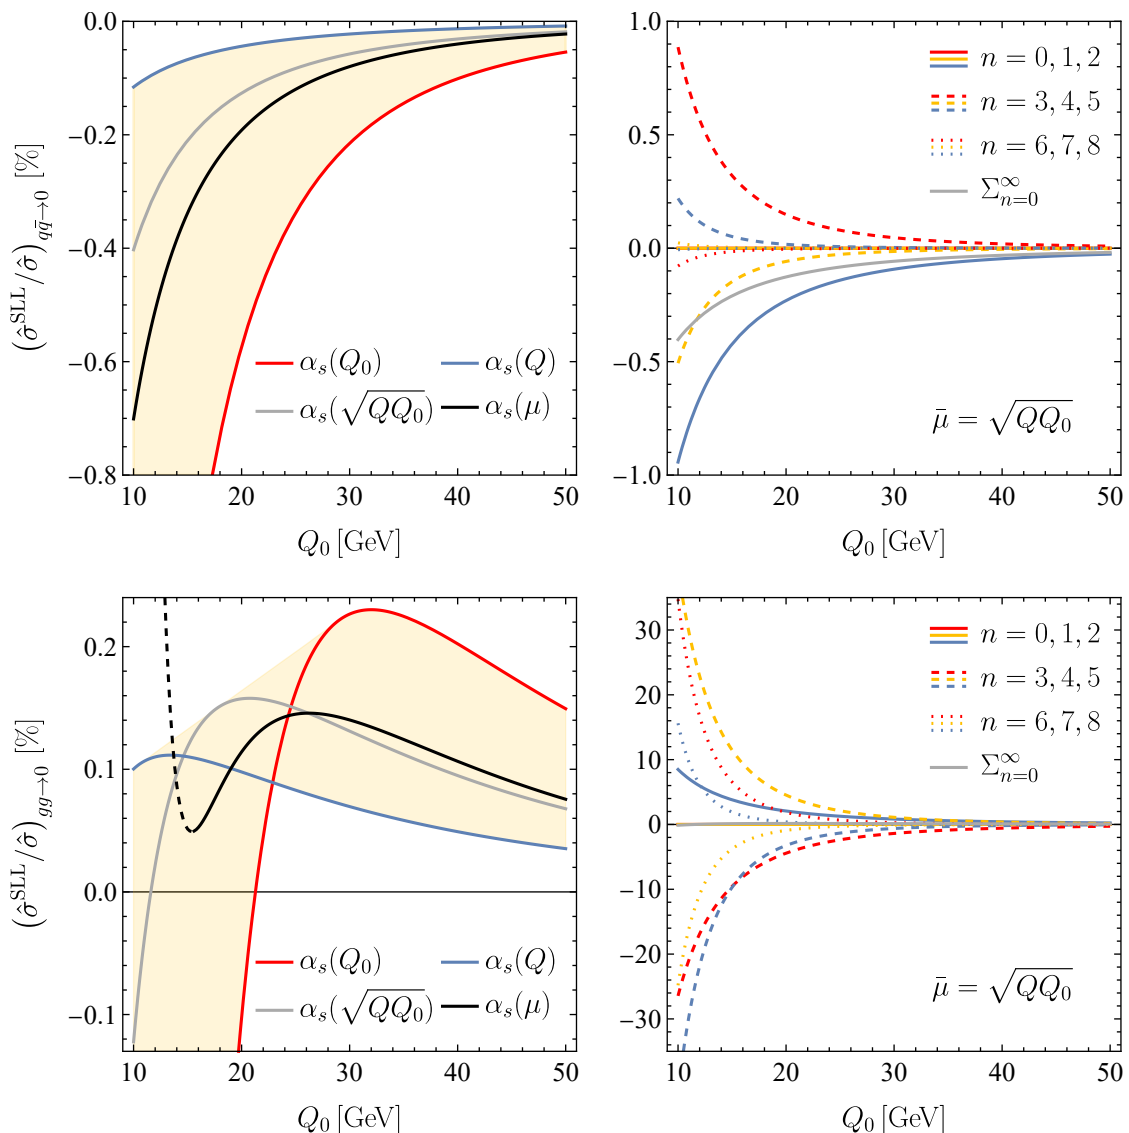 0.0
−0.2
−0.4
−0.6
−0.8
(σ̂^SLL/σ̂)_{qq̄→0} [%]
α_s(Q_0) α_s(Q)
α_s(√QQ_0) α_s(μ)
10 20 30 40 50
Q_0 [GeV]
1.0
0.5
0.0
−0.5
−1.0
n = 0, 1, 2
n = 3, 4, 5
n = 6, 7, 8
Σ_{n=0}^∞
μ̄ = √QQ_0
10 20 30 40 50
Q_0 [GeV]
0.2
0.1
0.0
−0.1
(σ̂^SLL/σ̂)_{gg→0} [%]
α_s(Q_0) α_s(Q)
α_s(√QQ_0) α_s(μ)
10 20 30 40 50
Q_0 [GeV]
30
20
10
0
−10
−20
−30
n = 0, 1, 2
n = 3, 4, 5
n = 6, 7, 8
Σ_{n=0}^∞
μ̄ = √QQ_0
10 20 30 40 50
Q_0 [GeV]